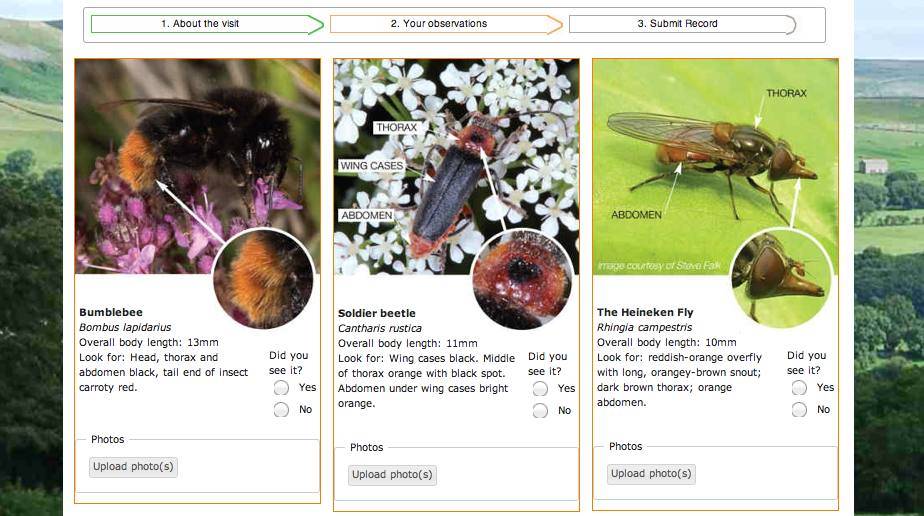 1. About the visit
2. Your observations
3. Submit Record
Bumblebee
Bombus lapidarius
Overall body length: 13mm
Look for: Head, thorax and
abdomen black, tail end of insect
carroty red.
Did you
see it?
Yes
No
Photos
Upload photo(s)
THORAX
WING CASES
ABDOMEN
Soldier beetle
Cantharis rustica
Overall body length: 11mm
Look for: Wing cases black. Middle
of thorax orange with black spot.
Abdomen under wing cases bright
orange.
Did you
see it?
Yes
No
Photos
Upload photo(s)
THORAX
ABDOMEN
image courtesy of Steve Falk
The Heineken Fly
Rhingia campestris
Overall body length: 10mm
Look for: reddish-orange overfly
with long, orangey-brown snout;
dark brown thorax; orange
abdomen.
Did you
see it?
Yes
No
Photos
Upload photo(s)